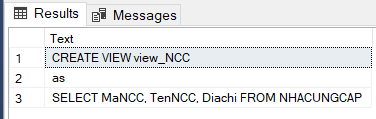 Results Messages
Text
1 CREATE VIEW view_NCC
2 as
3 SELECT MaNCC, TenNCC, Diachi FROM NHACUNGCAP